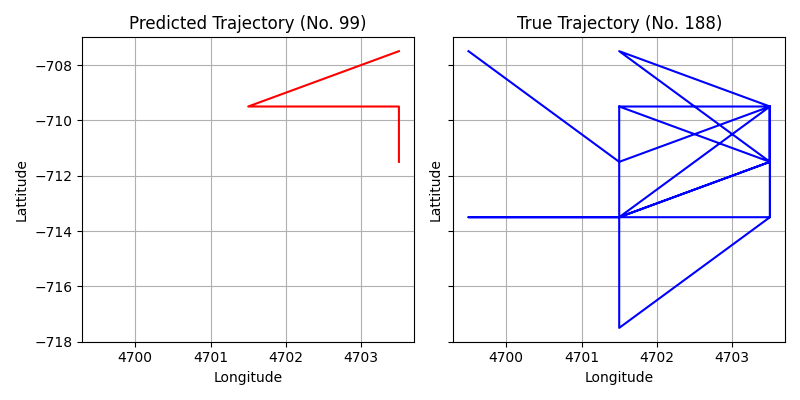 Predicted Trajectory (No. 99)
−708
−710
−712
−714
−716
−718
Lattitude
4700 4701 4702 4703
Longitude
True Trajectory (No. 188)
Lattitude
4700 4701 4702 4703
Longitude